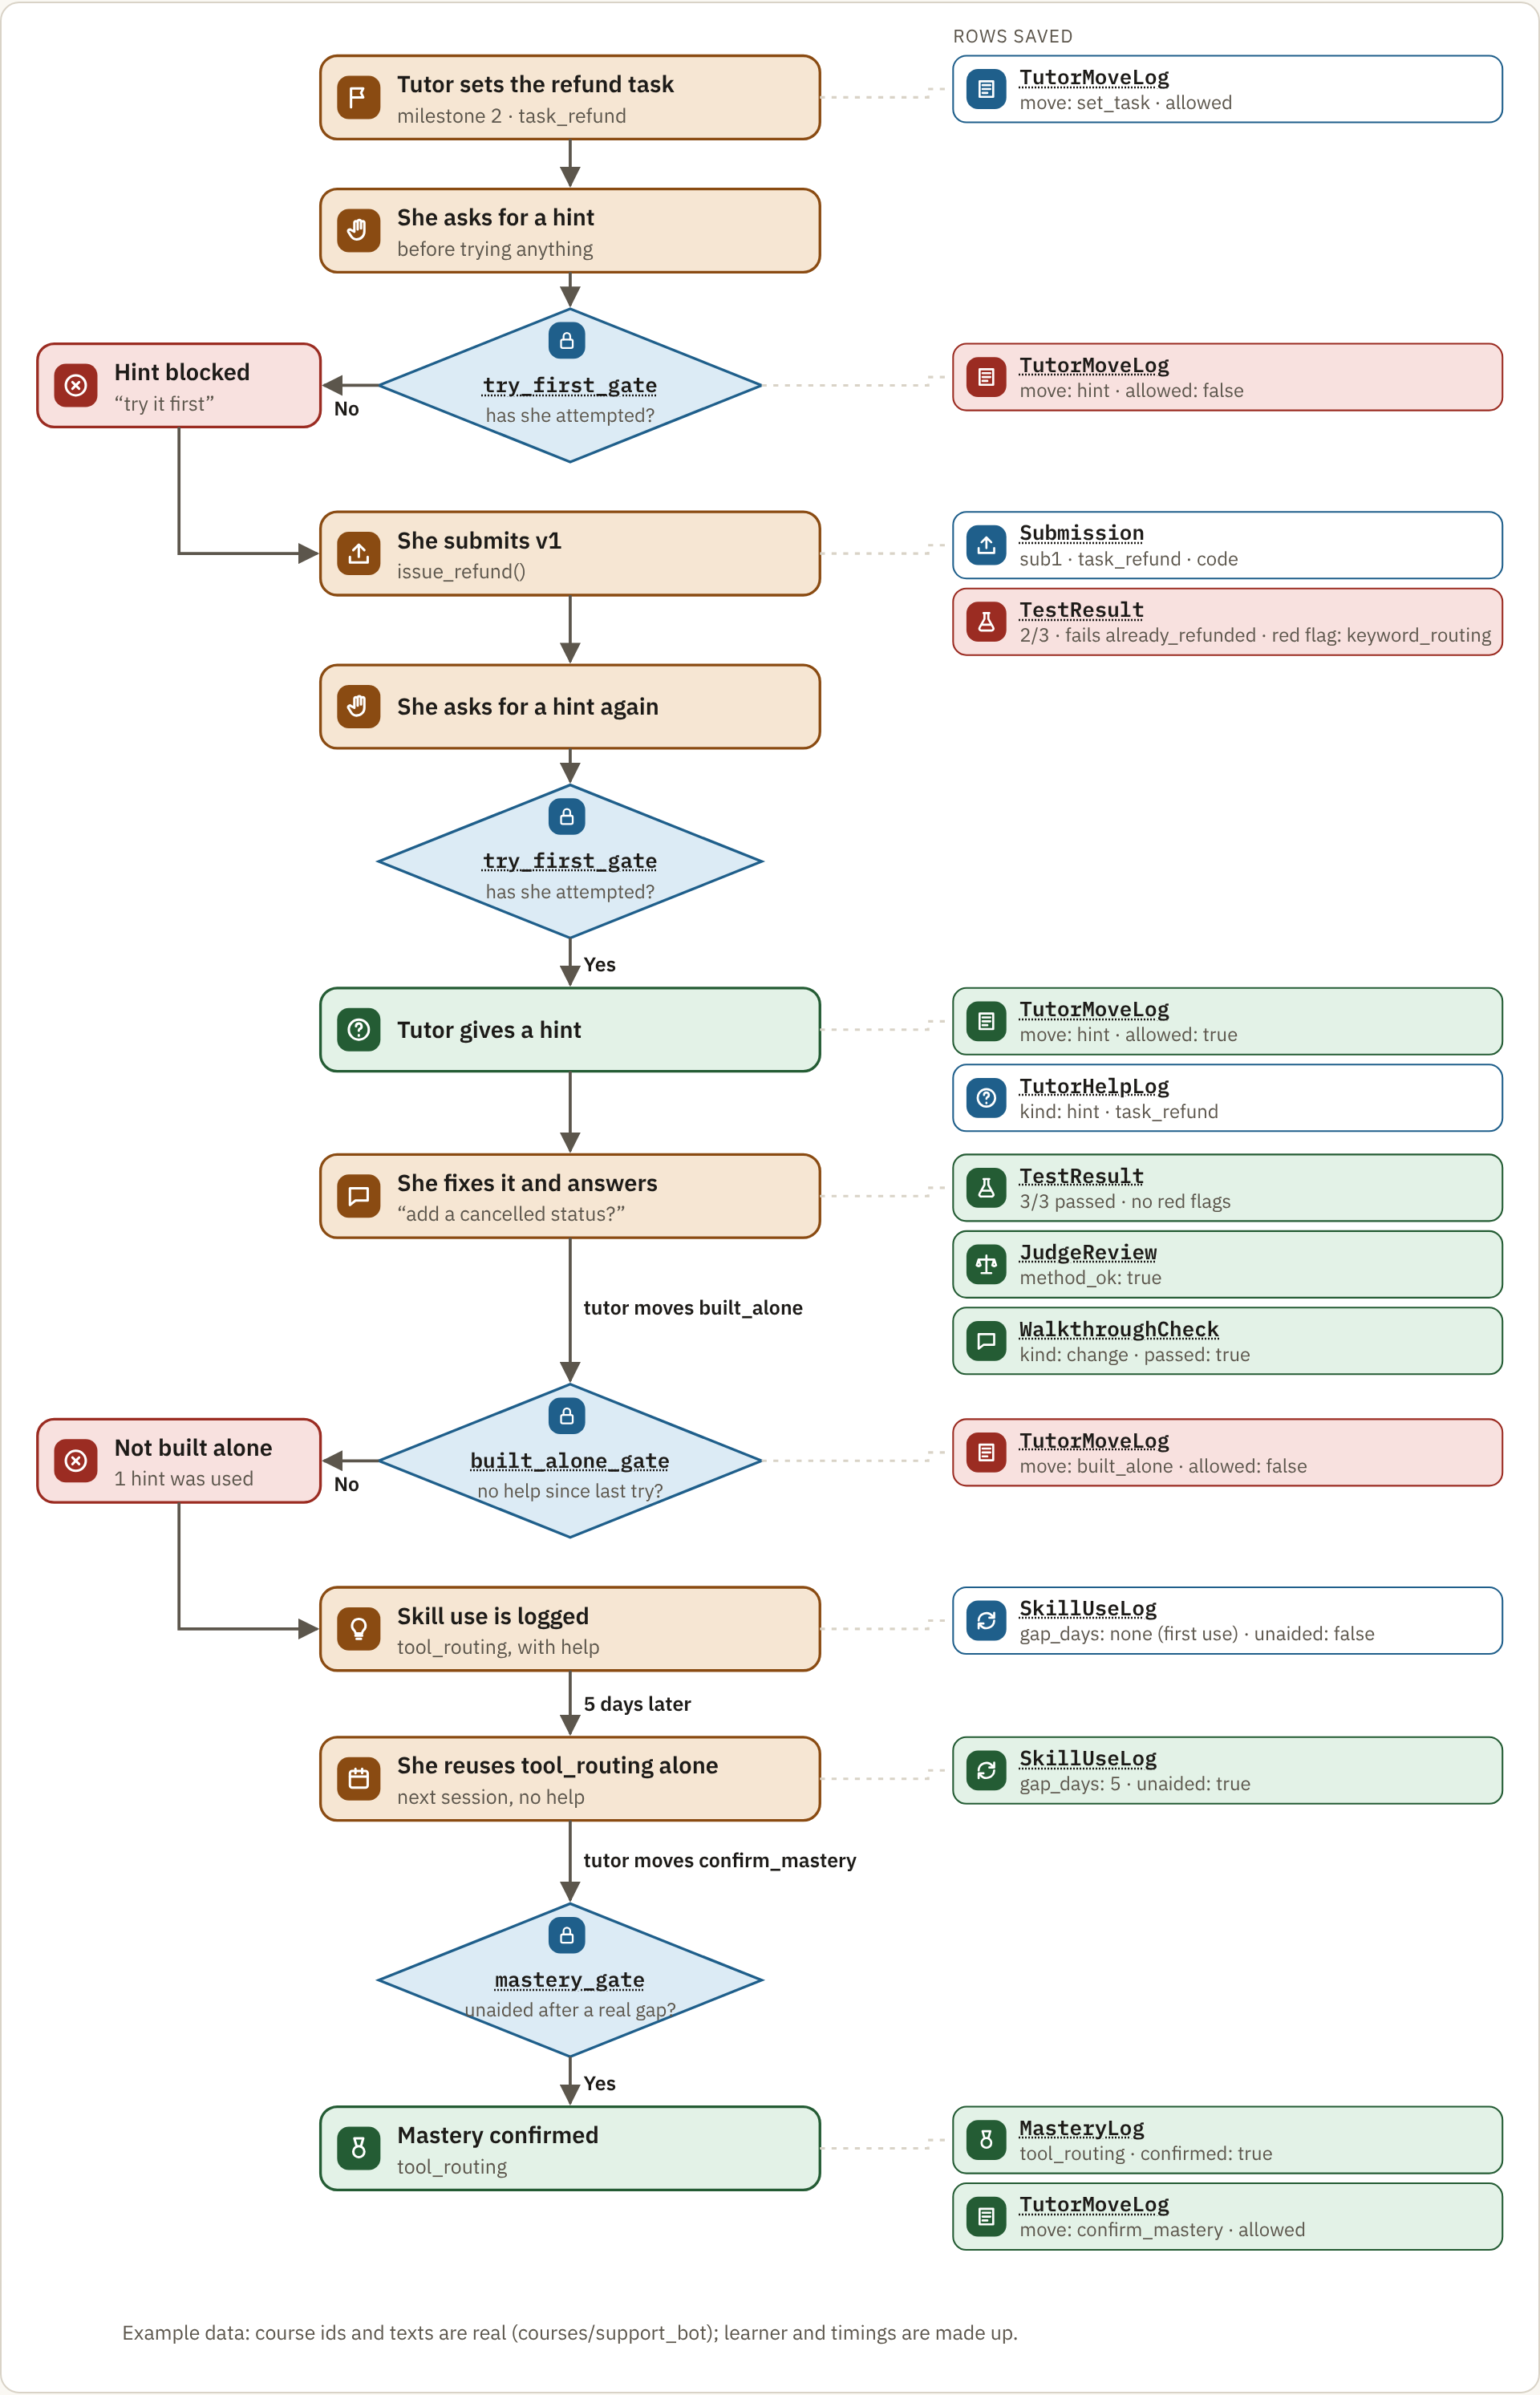 ROWS SAVED
Tutor sets the refund task
milestone 2 · task_refund
TutorMoveLog
move: set_task · allowed
She asks for a hint
before trying anything
Hint blocked
“try it first”
No
try_first_gate
has she attempted?
TutorMoveLog
move: hint · allowed: false
She submits v1
issue_refund()
Submission
sub1 · task_refund · code
TestResult
2/3 · fails already_refunded · red flag: keyword_routing
She asks for a hint again
try_first_gate
has she attempted?
Yes
Tutor gives a hint
TutorMoveLog
move: hint · allowed: true
TutorHelpLog
kind: hint · task_refund
She fixes it and answers
“add a cancelled status?”
TestResult
3/3 passed · no red flags
JudgeReview
method_ok: true
tutor moves built_alone
WalkthroughCheck
kind: change · passed: true
Not built alone
1 hint was used
No
built_alone_gate
no help since last try?
TutorMoveLog
move: built_alone · allowed: false
Skill use is logged
tool_routing, with help
SkillUseLog
gap_days: none (first use) · unaided: false
5 days later
She reuses tool_routing alone
next session, no help
SkillUseLog
gap_days: 5 · unaided: true
tutor moves confirm_mastery
mastery_gate
unaided after a real gap?
Yes
Mastery confirmed
tool_routing
MasteryLog
tool_routing · confirmed: true
TutorMoveLog
move: confirm_mastery · allowed
Example data: course ids and texts are real (courses/support_bot); learner and timings are made up.